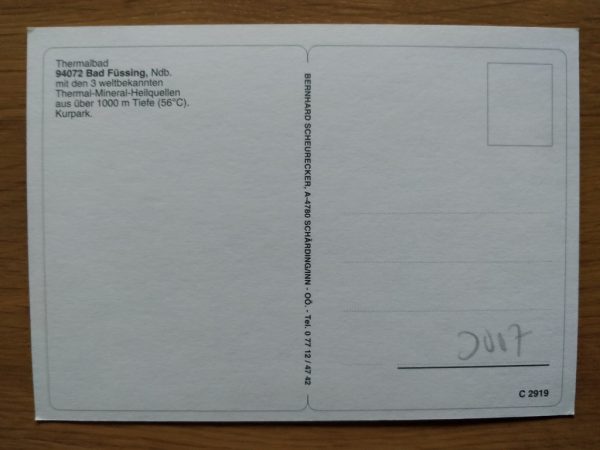 Thermalbad
94072 Bad Füssing, Ndb.
mit den 3 weltbekannten
Thermal-Mineral-Heilquellen
aus über 1000 m Tiefe (56°C).
Kurpark.
BERNHARD SCHEURECKER, A-4780 SCHÄRDING/INN - OÖ. - Tel. 0 77 12 / 47 42
2007
C 2919